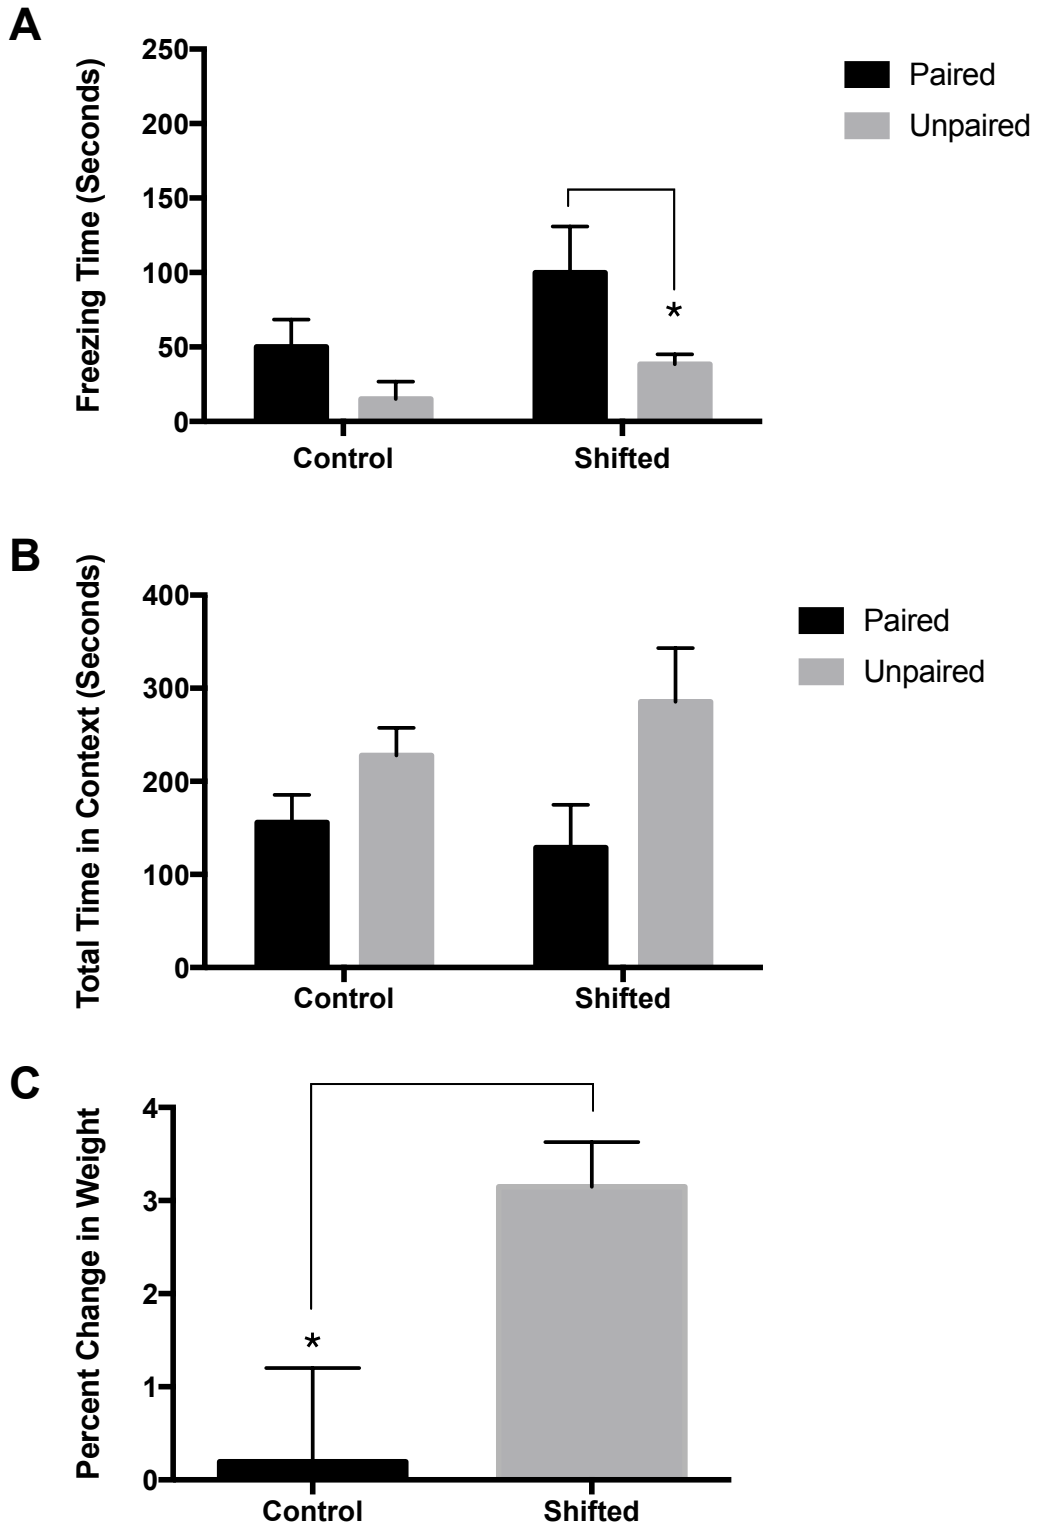 A
Freezing Time (Seconds)
250
200
150
100
50
0
*
Control
Shifted
Paired
Unpaired
B
Total Time in Context (Seconds)
400
300
200
100
0
Control
Shifted
Paired
Unpaired
C
Percent Change in Weight
4
3
2
1
0
*
Control
Shifted